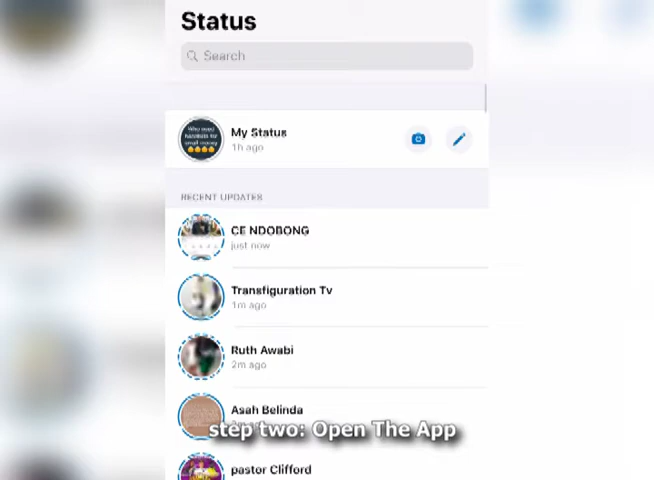 Status
Search
My Status
1h ago
RECENT UPDATES
CE NDOBONG
just now
Transfiguration Tv
1m ago
Ruth Awabi
2m ago
Asah Belinda
step two: Open The App
pastor Clifford